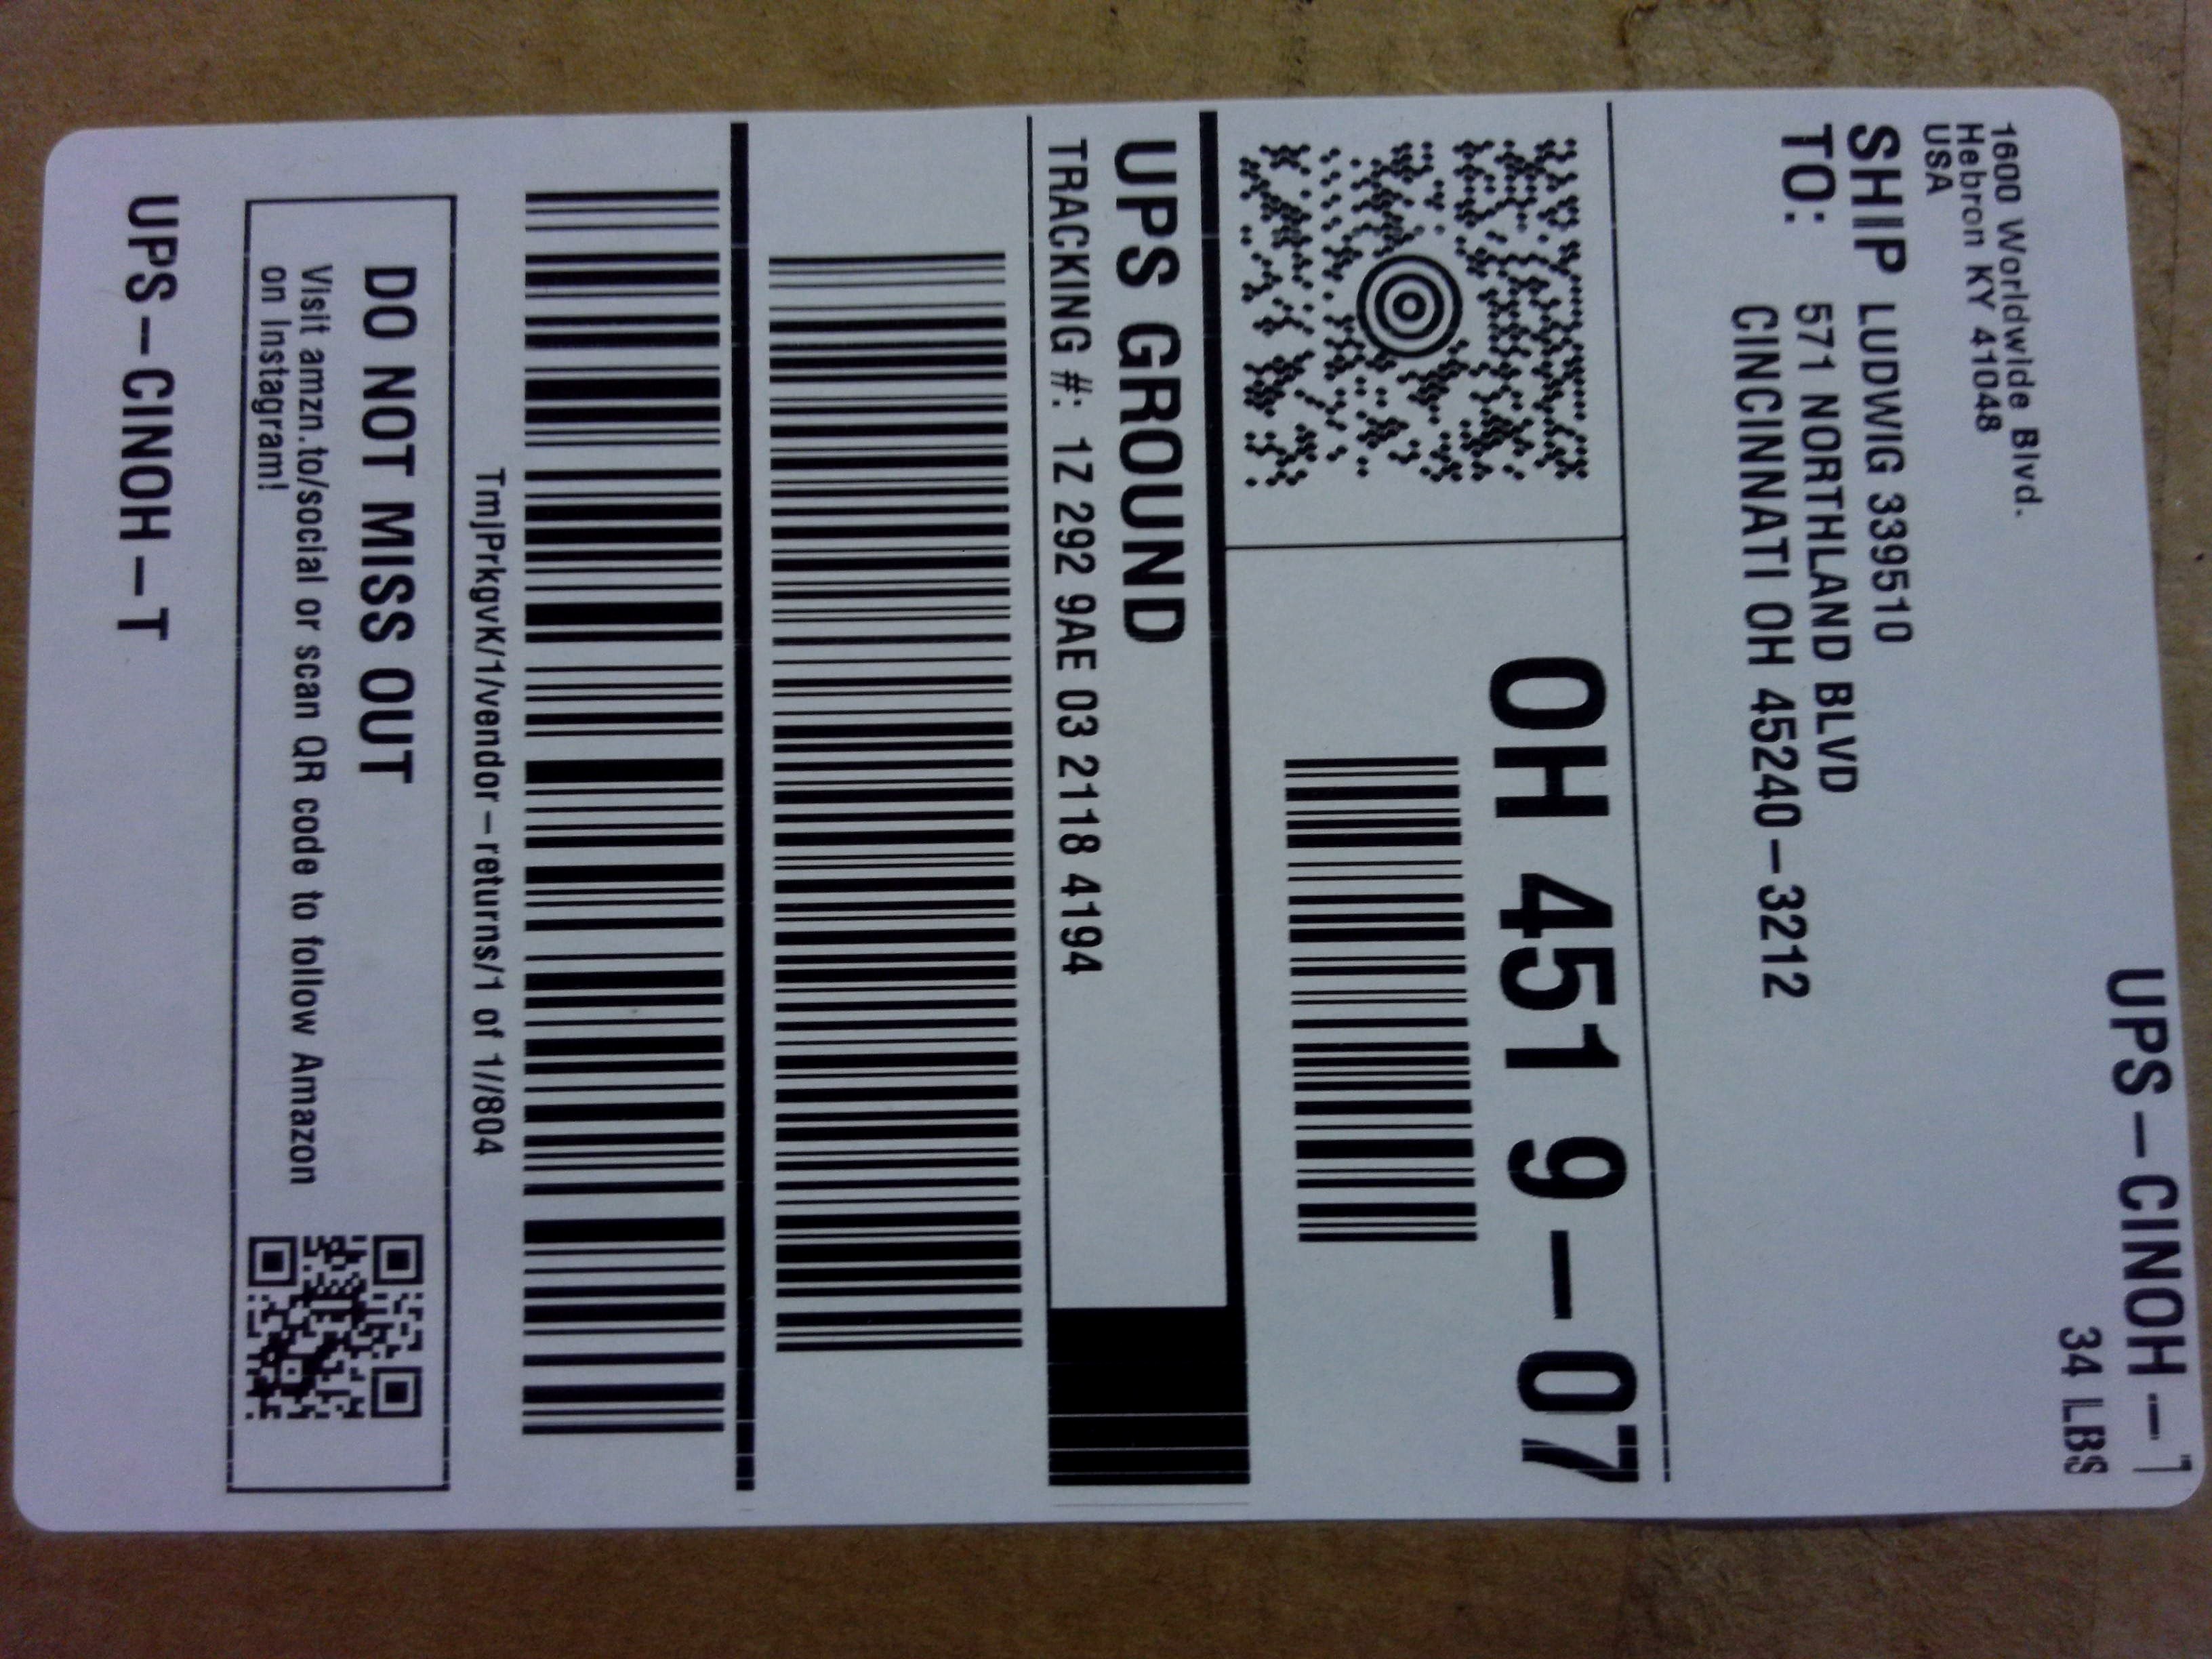 UPS-CINOH-T
34 LBS
1600 Worldwide Blvd.
Hebron KY 41048
USA
SHIP TO: LUDWIG 339510
571 NORTHLAND BLVD
CINCINNATI OH 45240-3212
OH 451 9-07
UPS GROUND
TRACKING #: 1Z 292 9AE 03 2118 4194
TmjPrkgvK/1/vendor-returns/1 of 1//804
DO NOT MISS OUT
Visit amzn.to/social or scan QR code to follow Amazon
on Instagram!
UPS-CINOH-T